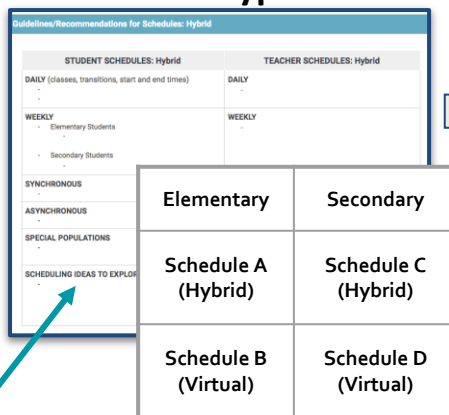 Guidelines/Recommendations for Schedules: Hybrid
STUDENT SCHEDULES: Hybrid
TEACHER SCHEDULES: Hybrid
DAILY (classes, transitions, start and end times)
-
-
DAILY
-
WEEKLY
- Elementary Students
-
- Secondary Students
-
WEEKLY
SYNCHRONOUS
ASYNCHRONOUS
SPECIAL POPULATIONS
-
SCHEDULING IDEAS TO EXPLOR
-
Elementary
Secondary
Schedule A
(Hybrid)
Schedule C
(Hybrid)
Schedule B
(Virtual)
Schedule D
(Virtual)